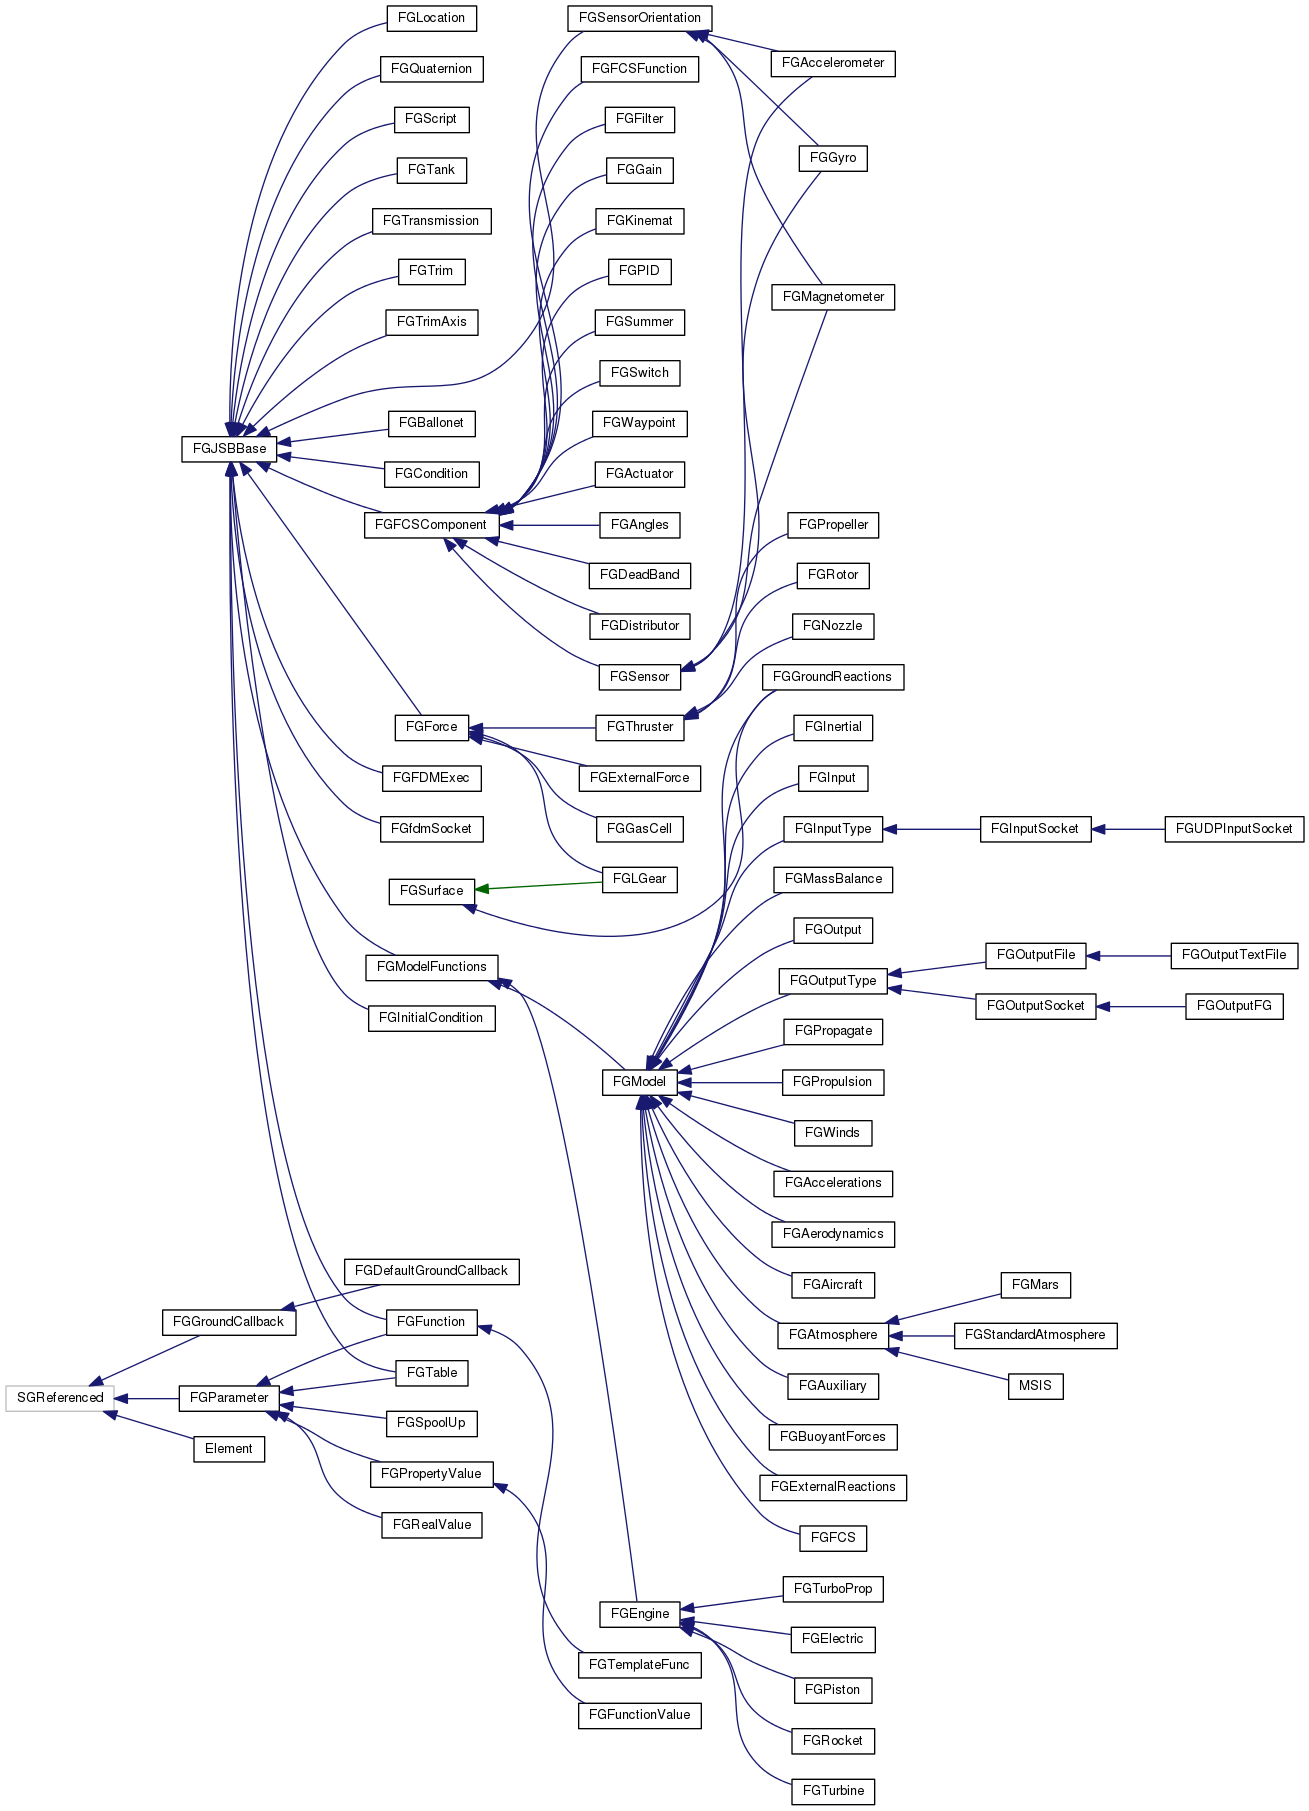 FGLocation
FGQuaternion
FGScript
FGTank
FGTransmission
FGTrim
FGTrimAxis
FGJSBBase
FGBallonet
FGCondition
FGFCSComponent
FGForce
FGFDMExec
FGfdmSocket
FGSurface
FGModelFunctions
FGInitialCondition
FGDefaultGroundCallback
FGGroundCallback
FGFunction
FGTable
SGReferenced
FGParameter
FGSpoolUp
Element
FGPropertyValue
FGRealValue
FGSensorOrientation
FGFCSFunction
FGFilter
FGGain
FGKinemat
FGPID
FGSummer
FGSwitch
FGWaypoint
FGActuator
FGAngles
FGDeadBand
FGDistributor
FGSensor
FGThruster
FGExternalForce
FGGasCell
FGLGear
FGModel
FGEngine
FGTemplateFunc
FGFunctionValue
FGAccelerometer
FGGyro
FGMagnetometer
FGPropeller
FGRotor
FGNozzle
FGGroundReactions
FGInertial
FGInput
FGInputType
FGInputSocket
FGUDPInputSocket
FGMassBalance
FGOutput
FGOutputType
FGOutputFile
FGOutputTextFile
FGOutputSocket
FGOutputFG
FGPropagate
FGPropulsion
FGWinds
FGAccelerations
FGAerodynamics
FGAircraft
FGAtmosphere
FGMars
FGStandardAtmosphere
MSIS
FGAuxiliary
FGBuoyantForces
FGExternalReactions
FGFCS
FGTurboProp
FGElectric
FGPiston
FGRocket
FGTurbine